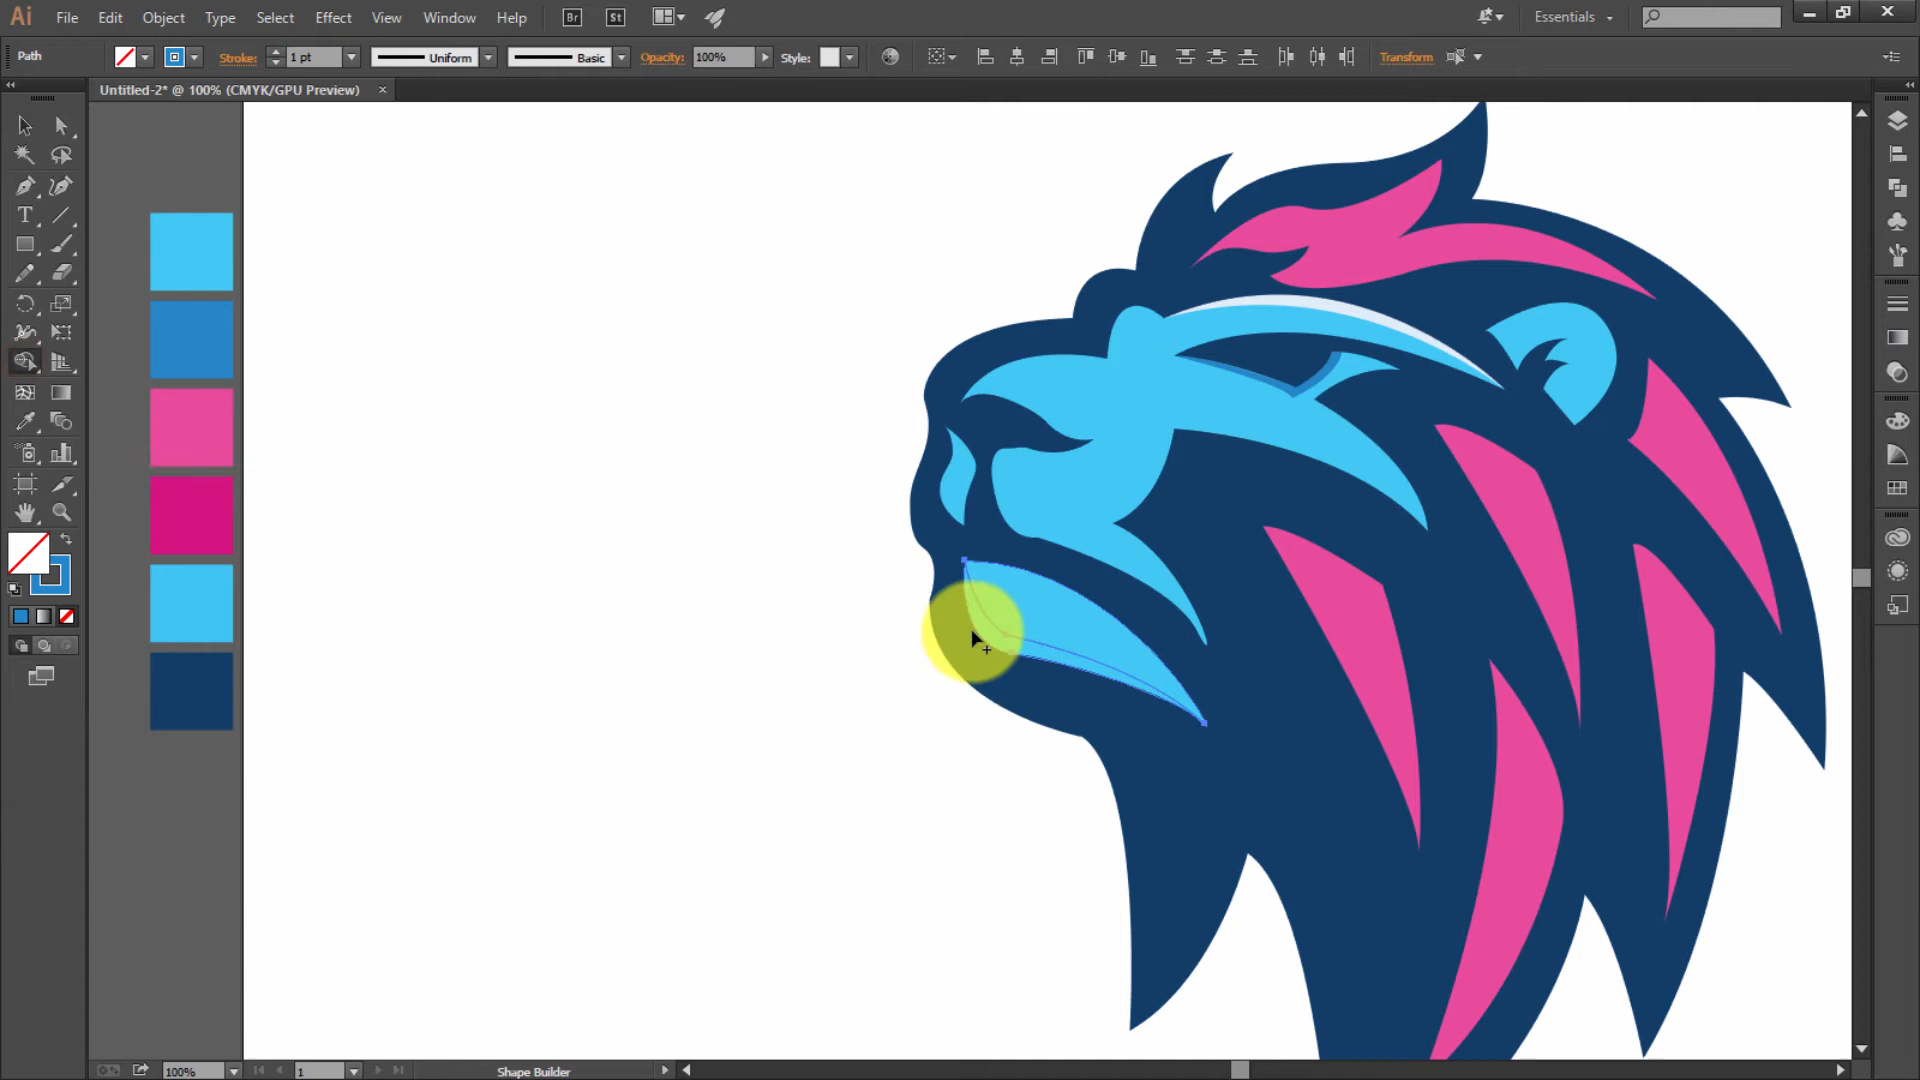 Ai File Edit Object Type Select Effect View Window Help Br St Essentials
Path Stroke: 1 pt Uniform Basic Opacity: 100% Style: Transform
Untitled-2* @ 100% (CMYK/GPU Preview)
T
100% 1 Shape Builder